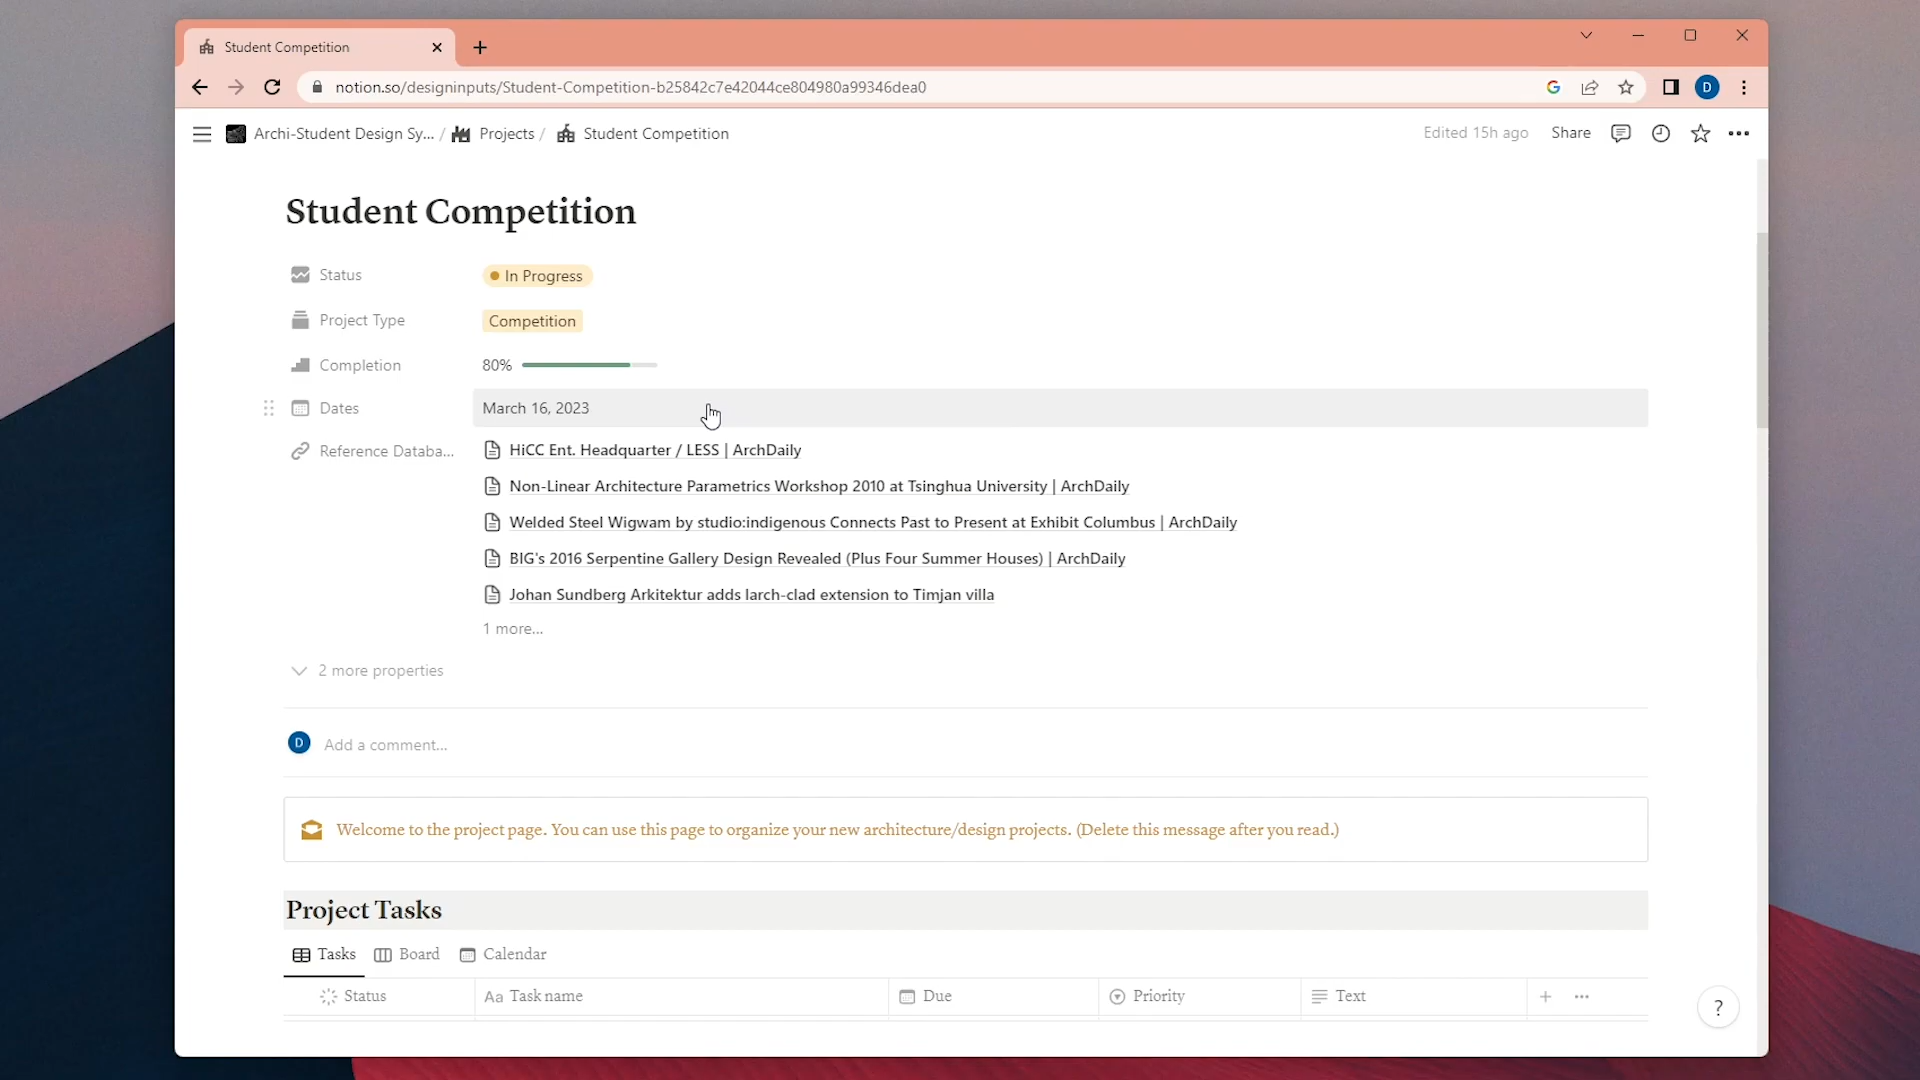 Student Competition
notion.so/designinputs/Student-Competition-b25842c7e42044ce804980a99346dea0
D
Archi-Student Design Sy... / Projects / Student Competition
Edited 15h ago
Share
Student Competition
Status
In Progress
Project Type
Competition
Completion
80%
Dates
March 16, 2023
Reference Databa...
HiCC Ent. Headquarter / LESS | ArchDaily
Non-Linear Architecture Parametrics Workshop 2010 at Tsinghua University | ArchDaily
Welded Steel Wigwam by studio:indigenous Connects Past to Present at Exhibit Columbus | ArchDaily
BIG's 2016 Serpentine Gallery Design Revealed (Plus Four Summer Houses) | ArchDaily
Johan Sundberg Arkitektur adds larch-clad extension to Timjan villa
1 more...
2 more properties
D
Add a comment...
Welcome to the project page. You can use this page to organize your new architecture/design projects. (Delete this message after you read.)
Project Tasks
Tasks
Board
Calendar
Status
Aa Task name
Due
Priority
Text
?